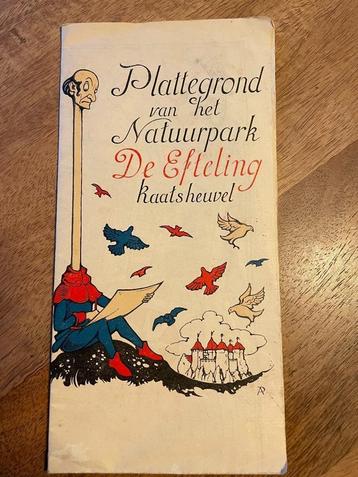 Plattegrond
van het
Natuurpark
De Efteling
Kaatsheuvel